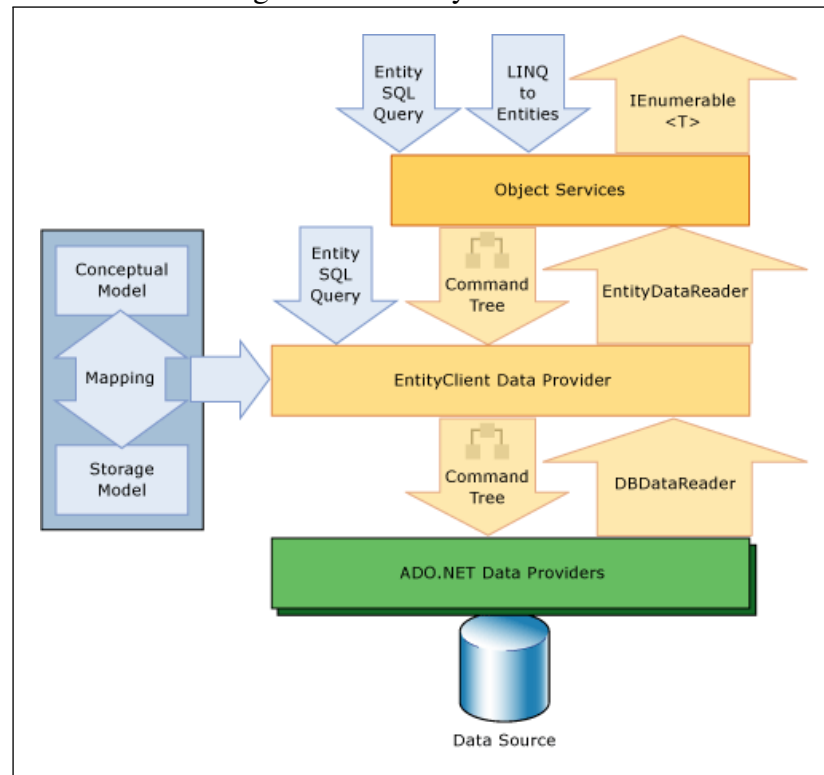 Entity
SQL
Query
LINQ
to
Entities
IEnumerable
<T>
Object Services
Conceptual
Model
Mapping
Storage
Model
Entity
SQL
Query
Command
Tree
EntityDataReader
EntityClient Data Provider
Command
Tree
DBDataReader
ADO.NET Data Providers
Data Source